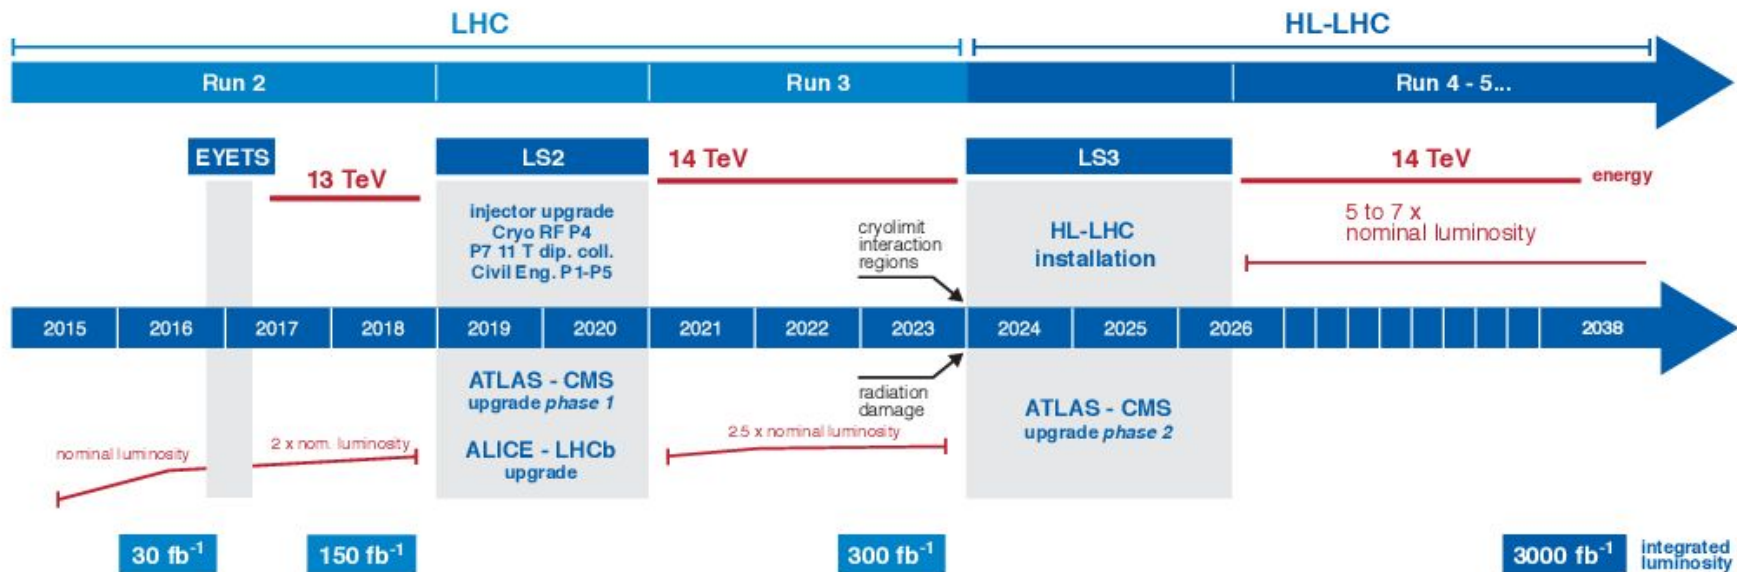 LHC
HL-LHC
Run 2
Run 3
Run 4 - 5...
EYETS
13 TeV
LS2
14 TeV
LS3
14 TeV
energy
injector upgrade
Cryo RF P4
P7 11 T dip. coll.
Civil Eng. P1-P5
cryolimit
interaction
regions
HL-LHC
installation
5 to 7 x
nominal luminosity
2015
2016
2017
2018
2019
2020
2021
2022
2023
2024
2025
2026
2038
ATLAS - CMS
upgrade phase 1
ALICE - LHCb
upgrade
radiation
damage
ATLAS - CMS
upgrade phase 2
nominal luminosity
2 x nom. luminosity
2.5 x nominal luminosity
30 fb⁻¹
150 fb⁻¹
300 fb⁻¹
3000 fb⁻¹
integrated
luminosity